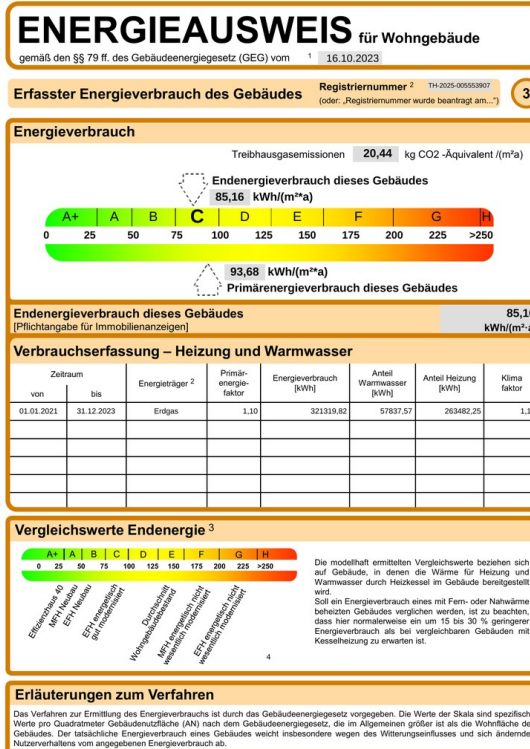 ENERGIEAUSWEIS für Wohngebäude
gemäß den §§ 79 ff. des Gebäudeenergiegesetz (GEG) vom 1 16.10.2023
Erfasster Energieverbrauch des Gebäudes
Registriernummer 2 TH-2025-005553907
(oder: „Registriernummer wurde beantragt am...")
3
Energieverbrauch
Treibhausgasemissionen 20,44 kg CO2 -Äquivalent /(m²a)
Endenergieverbrauch dieses Gebäudes
85,16 kWh/(m²*a)
A+ A B C D E F G H
0 25 50 75 100 125 150 175 200 225 >250
93,68 kWh/(m²*a)
Primärenergieverbrauch dieses Gebäudes
Endenergieverbrauch dieses Gebäudes
[Pflichtangabe für Immobilienanzeigen]
85,16
kWh/(m²·a
Verbrauchserfassung – Heizung und Warmwasser
Zeitraum
von bis
Energieträger 2
Primär-
energie-
faktor
Energieverbrauch
[kWh]
Anteil
Warmwasser
[kWh]
Anteil Heizung
[kWh]
Klima
faktor
01.01.2021 31.12.2023 Erdgas 1,10 321319,82 57837,57 263482,25 1,1
Vergleichswerte Endenergie 3
A+ A B C D E F G H
0 25 50 75 100 125 150 175 200 225 >250
Effizienzhaus 40
MFH Neubau
EFH Neubau
EFH energetisch
gut modernisiert
Durchschnitt
Wohngebäudebestand
MFH energetisch nicht
wesentlich modernisiert
EFH energetisch nicht
wesentlich modernisiert
4
Die modellhaft ermittelten Vergleichswerte beziehen sich
auf Gebäude, in denen die Wärme für Heizung und
Warmwasser durch Heizkessel im Gebäude bereitgestellt
wird.
Soll ein Energieverbrauch eines mit Fern- oder Nahwärme
beheizten Gebäudes verglichen werden, ist zu beachten,
dass hier normalerweise ein um 15 bis 30 % geringerer
Energieverbrauch als bei vergleichbaren Gebäuden mit
Kesselheizung zu erwarten ist.
Erläuterungen zum Verfahren
Das Verfahren zur Ermittlung des Energieverbrauchs ist durch das Gebäudeenergiegesetz vorgegeben. Die Werte der Skala sind spezifisch
Werte pro Quadratmeter Gebäudenutzfläche (AN) nach dem Gebäudeenergiegesetz, die im Allgemeinen größer ist als die Wohnfläche de
Gebäudes. Der tatsächliche Energieverbrauch eines Gebäudes weicht insbesondere wegen des Witterungseinflusses und sich ändernd
Nutzerverhaltens vom angegebenen Energieverbrauch ab.